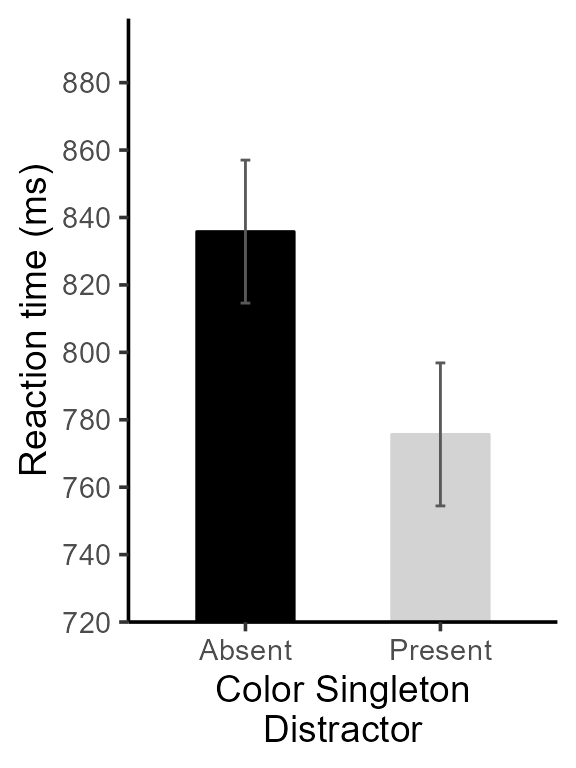 Reaction time (ms)
880
860
840
820
800
780
760
740
720
Absent Present
Color Singleton
Distractor